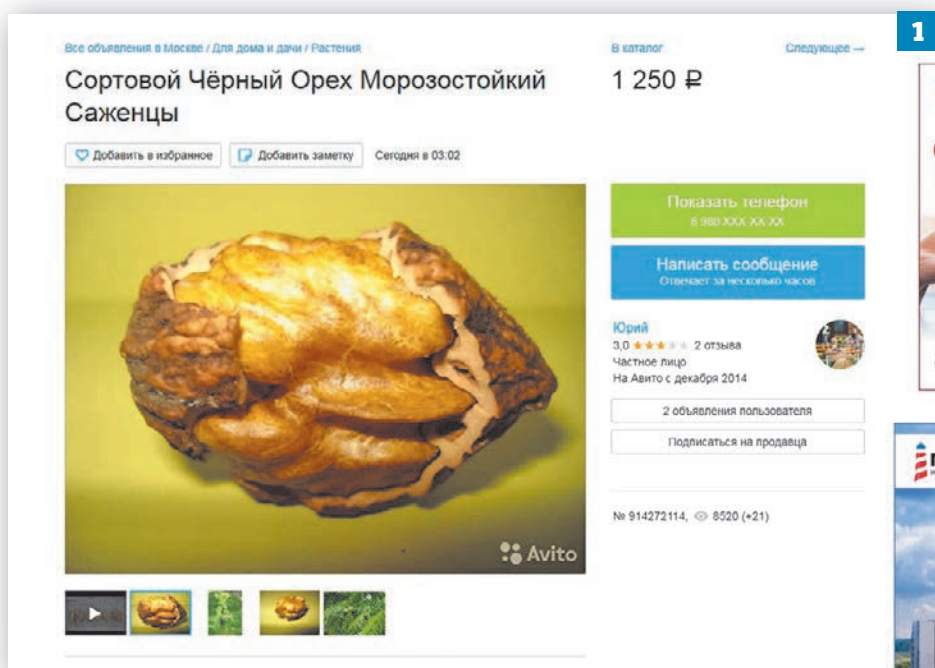 1
Все объявления в Москве / Для дома и дачи / Растения
В каталог
Следующее →
Сортовой Чёрный Орех Морозостойкий
Саженцы
1 250 ₽
Добавить в избранное
Добавить заметку
Сегодня в 03:02
Показать телефон
8 980 XXX XX XX
Написать сообщение
Отвечает за несколько часов
Юрий
3,0 ★★★★★ 2 отзыва
Частное лицо
На Авито с декабря 2014
2 объявления пользователя
Подписаться на продавца
№ 914272114, 8520 (+21)
Avito